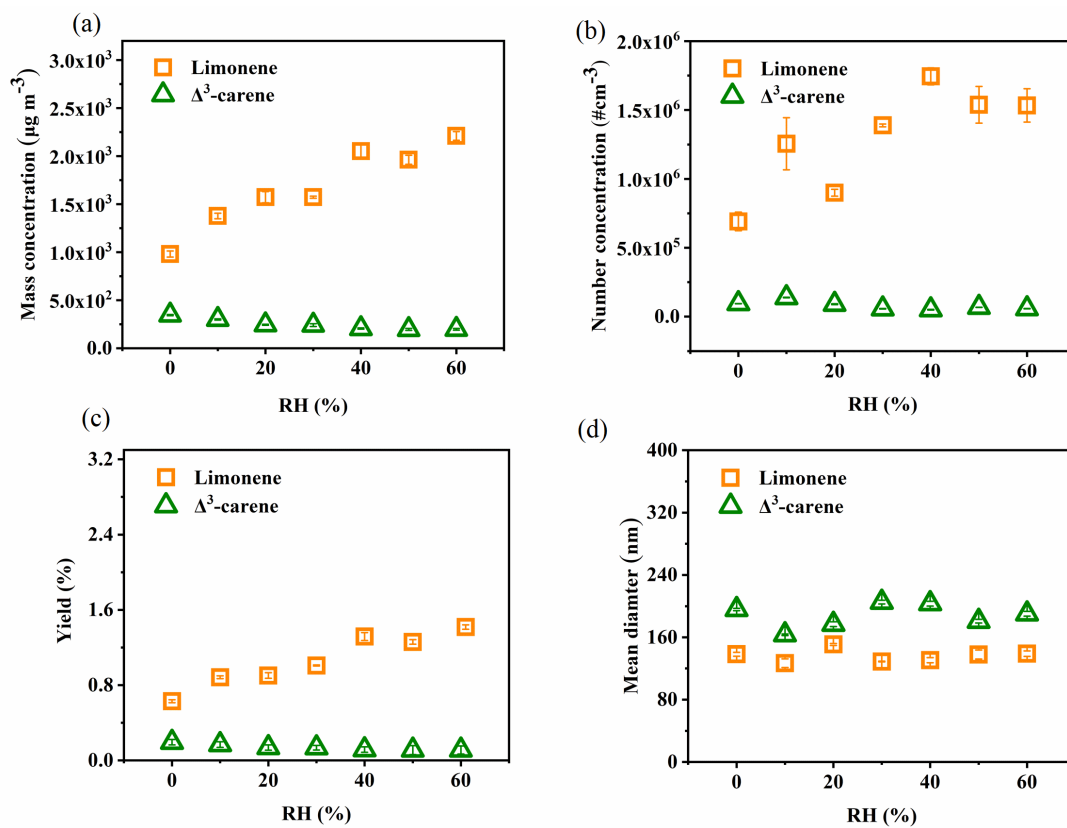 (a)
Mass concentration (μg m⁻³)
3.0x10³
2.5x10³
2.0x10³
1.5x10³
1.0x10³
5.0x10²
0.0
Limonene
Δ³-carene
0 20 40 60
RH (%)
(b)
Number concentration (#cm⁻³)
2.0x10⁶
1.5x10⁶
1.0x10⁶
5.0x10⁵
0.0
Limonene
Δ³-carene
0 20 40 60
RH (%)
(c)
Yield (%)
3.2
2.4
1.6
0.8
0.0
Limonene
Δ³-carene
0 20 40 60
RH (%)
(d)
Mean diamter (nm)
400
320
240
160
80
0
Limonene
Δ³-carene
0 20 40 60
RH (%)